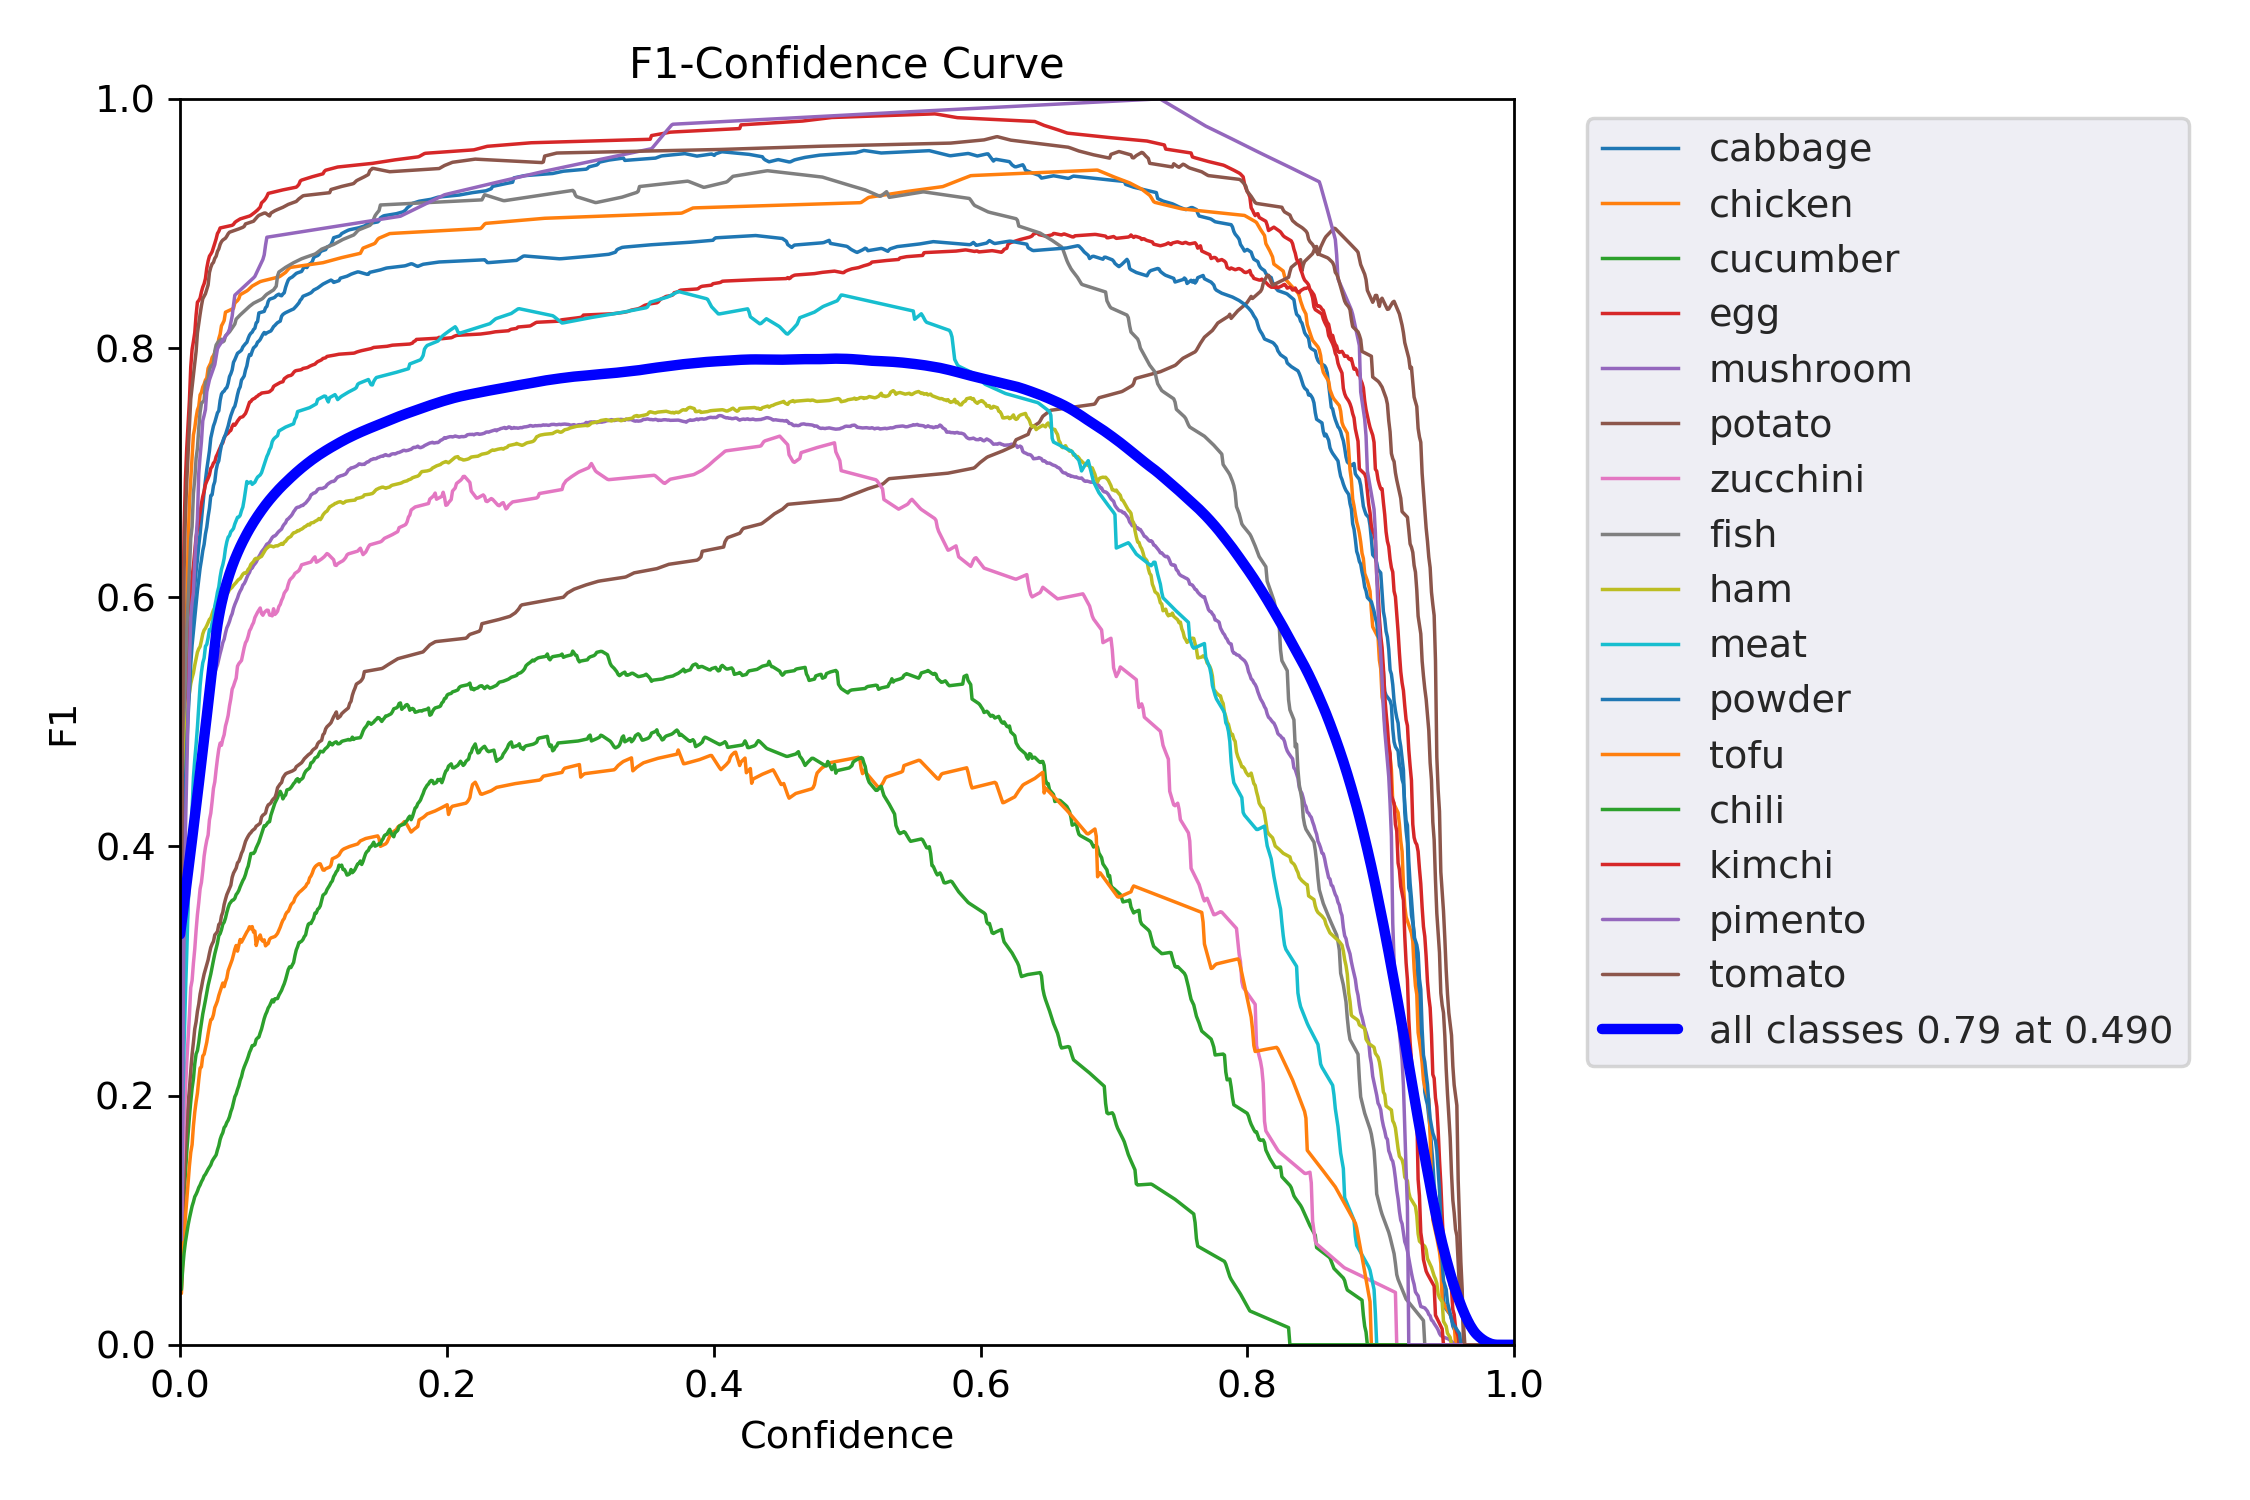 F1-Confidence Curve
1.0
0.8
0.6
0.4
0.2
0.0
F1
0.0 0.2 0.4 0.6 0.8 1.0
Confidence
cabbage
chicken
cucumber
egg
mushroom
potato
zucchini
fish
ham
meat
powder
tofu
chili
kimchi
pimento
tomato
all classes 0.79 at 0.490